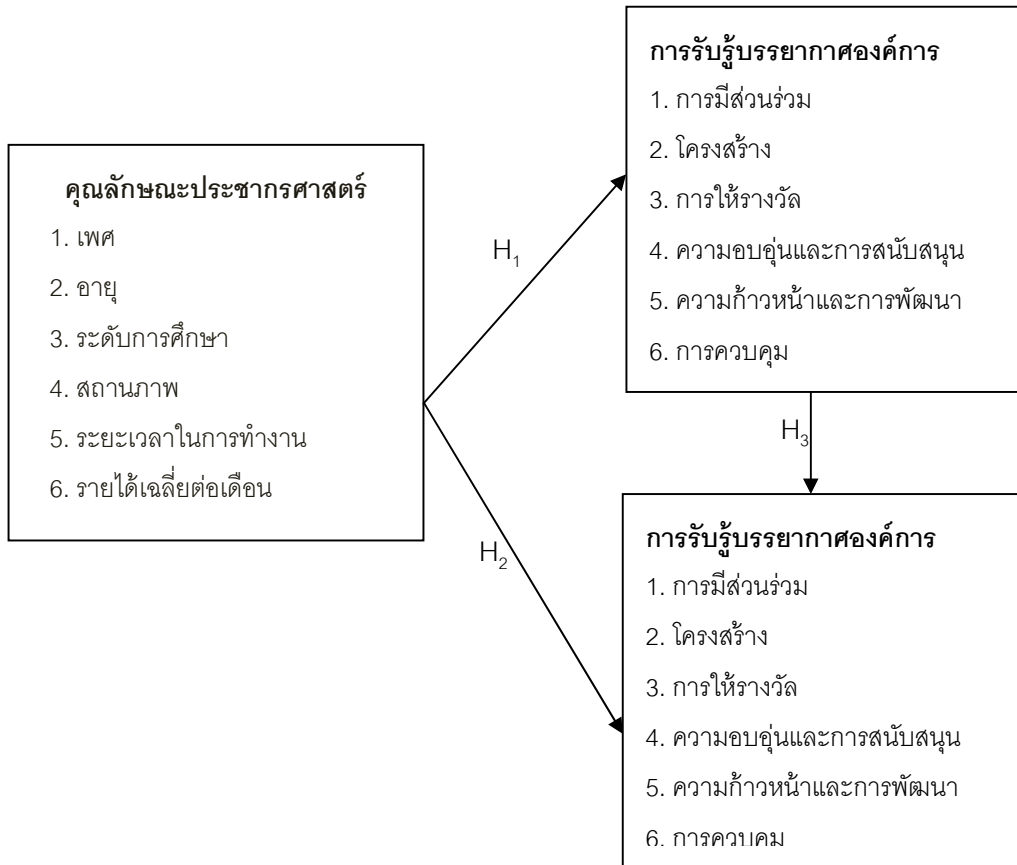 คุณลักษณะประชากรศาสตร์
1. เพศ
2. อายุ
3. ระดับการศึกษา
4. สถานภาพ
5. ระยะเวลาในการทำงาน
6. รายได้เฉลี่ยต่อเดือน
H₁
H₂
การรับรู้บรรยากาศองค์การ
1. การมีส่วนร่วม
2. โครงสร้าง
3. การให้รางวัล
4. ความอบอุ่นและการสนับสนุน
5. ความก้าวหน้าและการพัฒนา
6. การควบคุม
H₃
การรับรู้บรรยากาศองค์การ
1. การมีส่วนร่วม
2. โครงสร้าง
3. การให้รางวัล
4. ความอบอุ่นและการสนับสนุน
5. ความก้าวหน้าและการพัฒนา
6. การควบคุม